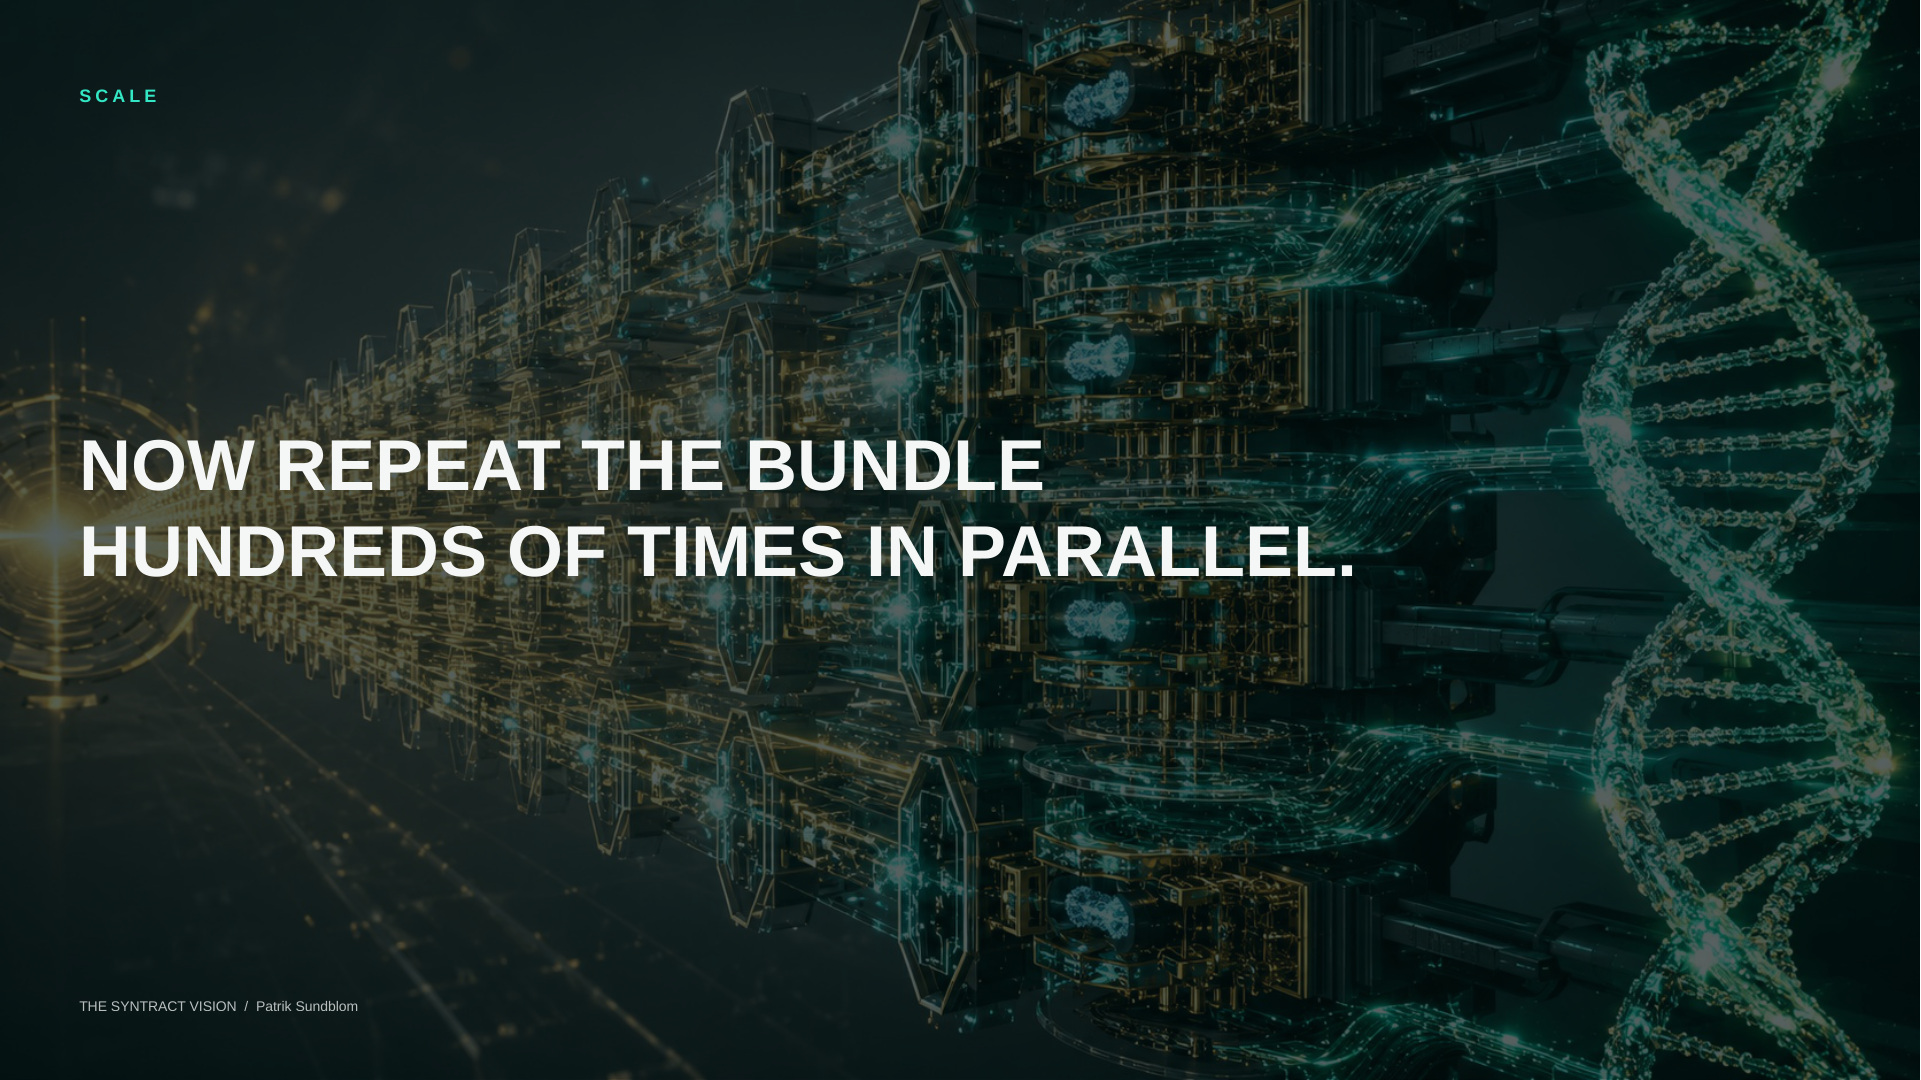 SCALE
NOW REPEAT THE BUNDLE
HUNDREDS OF TIMES IN PARALLEL.
THE SYNTRACT VISION / Patrik Sundblom